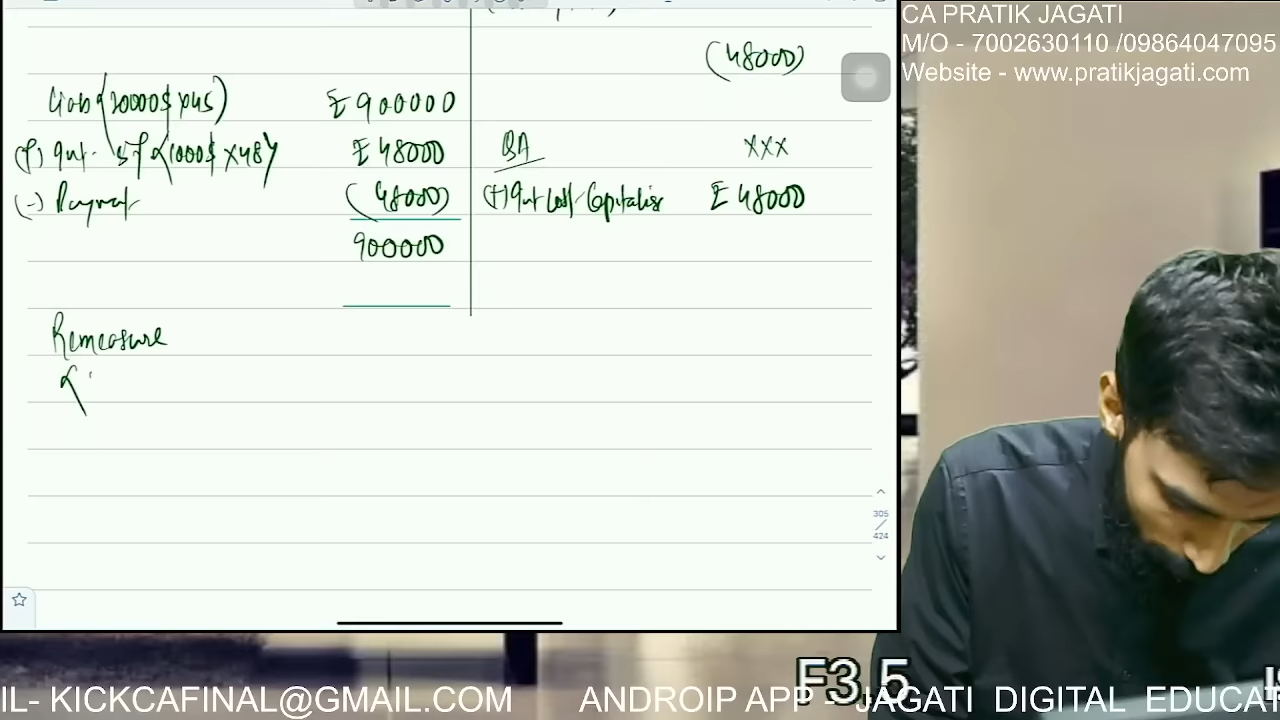 CA PRATIK JAGATI
M/O - 7002630110 /09864047095
Website - www.pratikjagati.com
(48000)
(20000$ x45) ₹900000
(+) Int. 5% (1000$ x48) ₹48000
(-) Payment (48000)
900000
QA xxx
(+) Int Cost Capitalise ₹48000
Remeasure
305
424
F3.5
IL- KICKCAFINAL@GMAIL.COM ANDROIP APP - JAGATI DIGITAL EDUCAT